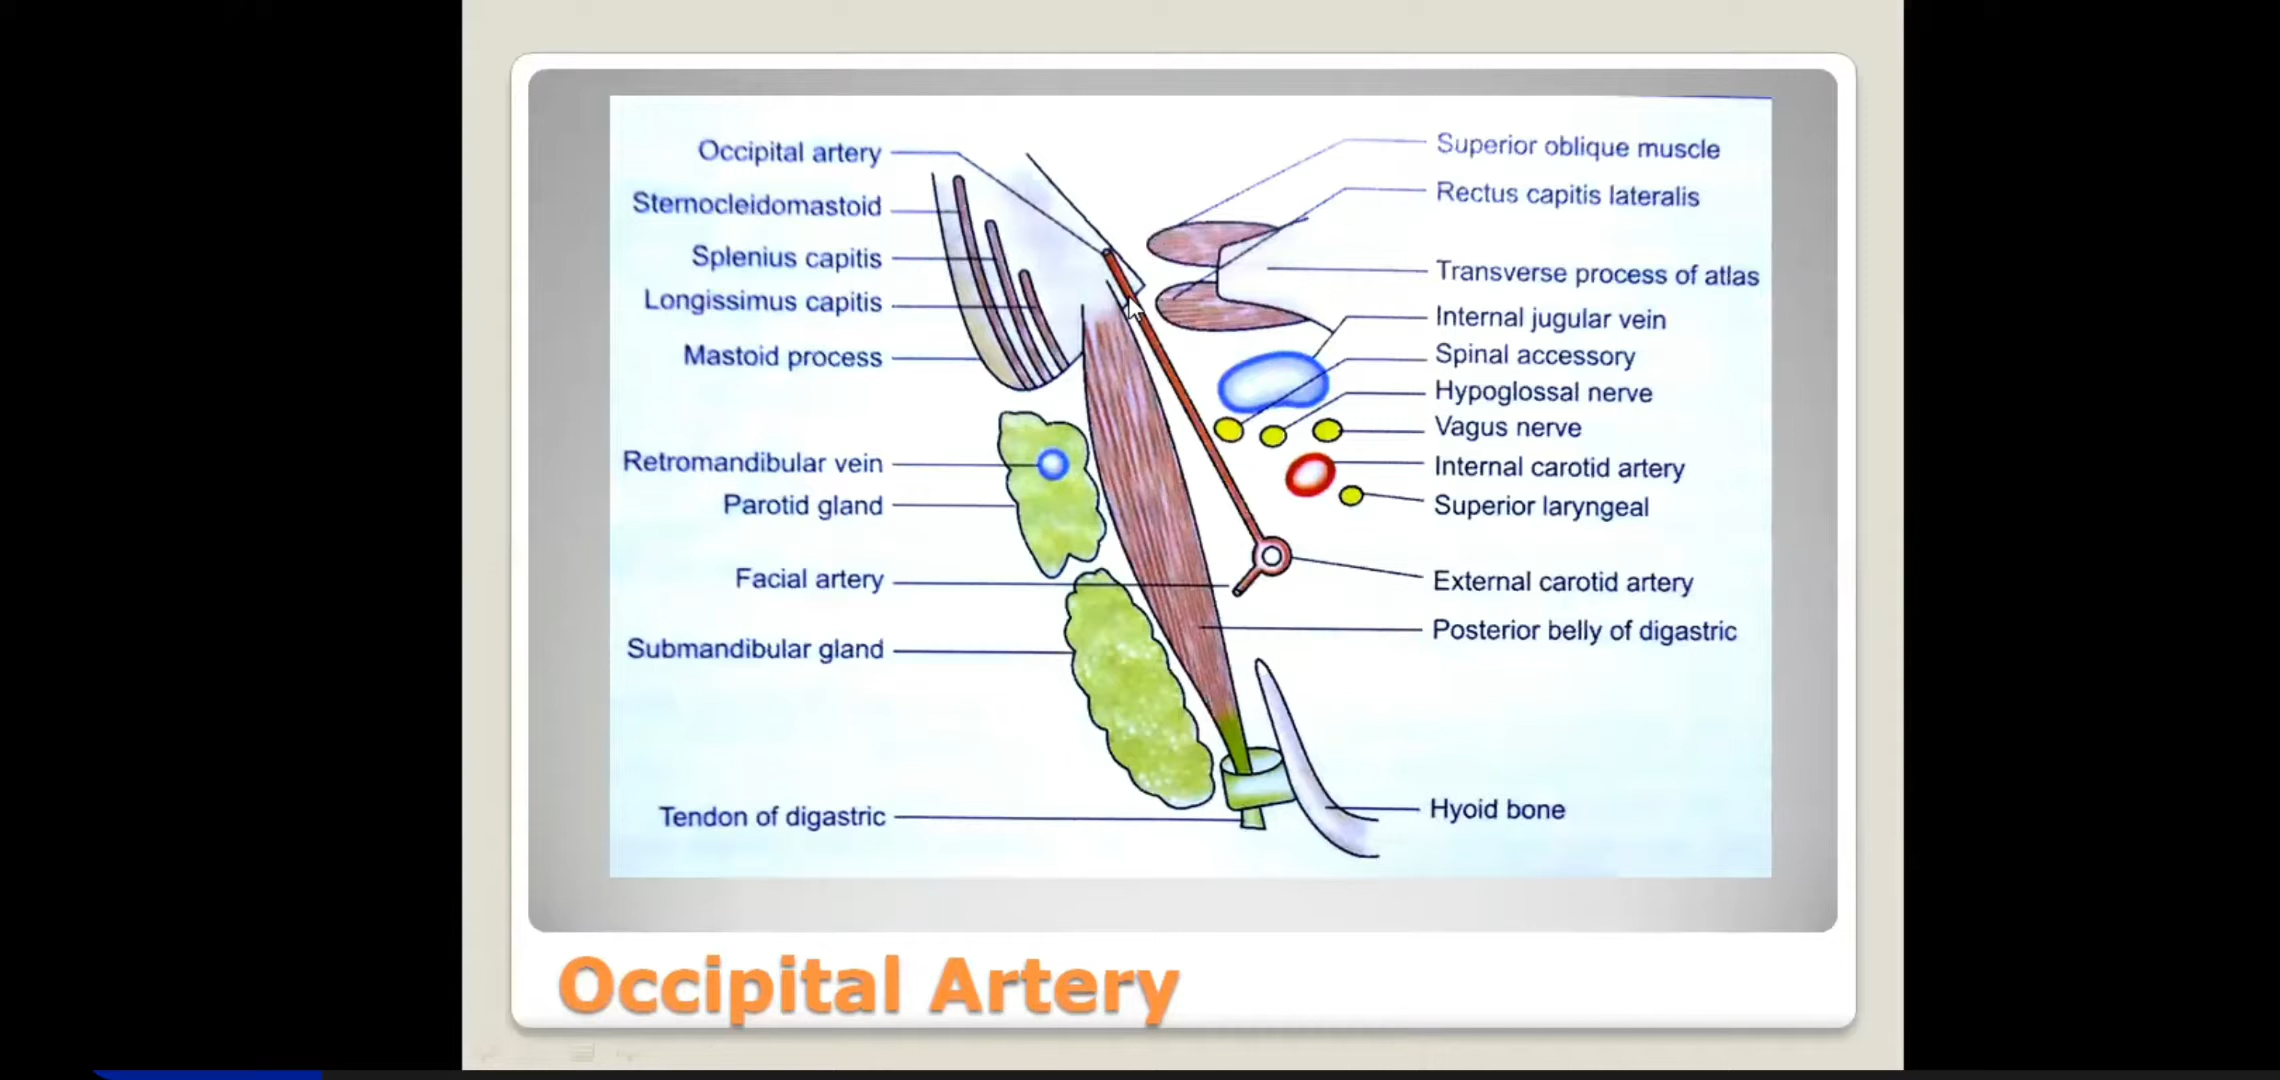 Occipital artery
Sternocleidomastoid
Splenius capitis
Longissimus capitis
Mastoid process
Retromandibular vein
Parotid gland
Facial artery
Submandibular gland
Tendon of digastric
Superior oblique muscle
Rectus capitis lateralis
Transverse process of atlas
Internal jugular vein
Spinal accessory
Hypoglossal nerve
Vagus nerve
Internal carotid artery
Superior laryngeal
External carotid artery
Posterior belly of digastric
Hyoid bone
Occipital Artery